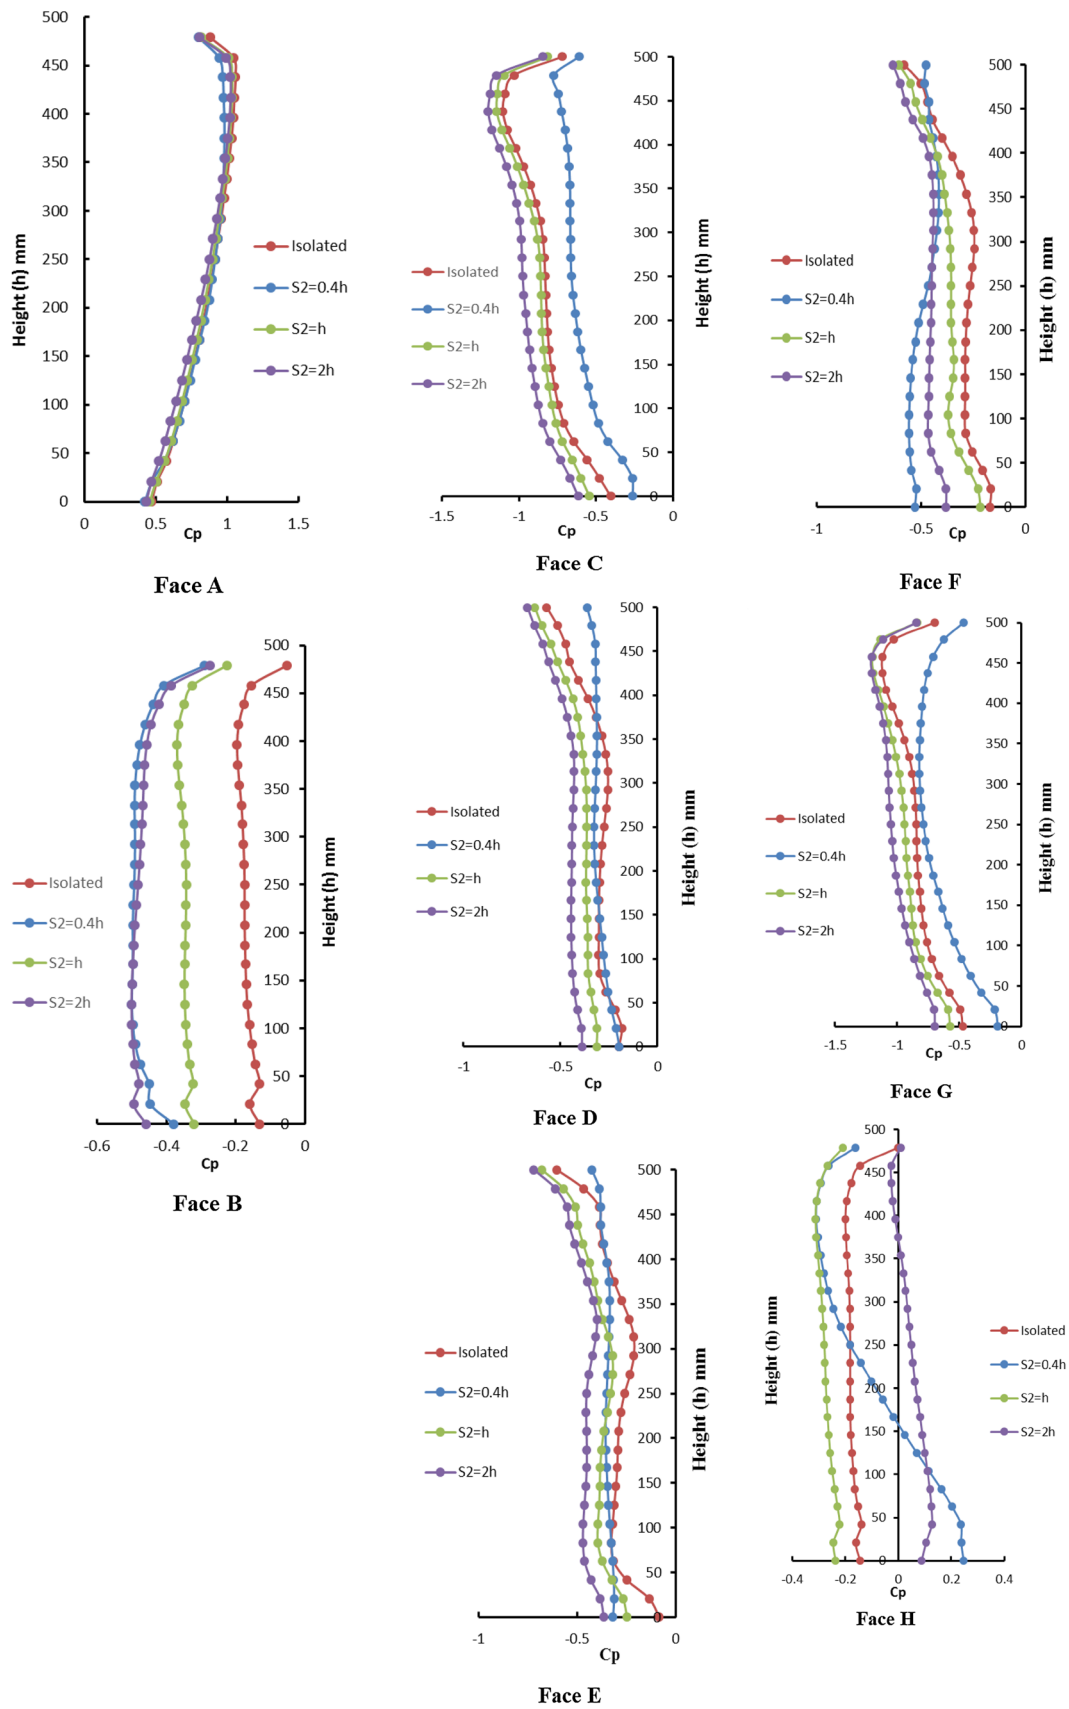 500
450
400
350
300
250
200
150
100
50
0
0
0.5
1
1.5
Height (h) mm
Cp
Isolated
S2=0.4h
S2=h
S2=2h
Face A
500
450
400
350
300
250
200
150
100
50
0
-1.5
-1
-0.5
0
Height (h) mm
Cp
Isolated
S2=0.4h
S2=h
S2=2h
Face C
500
400
300
200
100
0
-1
-0.5
0
Height (h) mm
Cp
Isolated
S2=0.4h
S2=h
S2=2h
Face F
500
450
400
350
300
250
200
150
100
50
0
-0.6
-0.4
-0.2
0
Height (h) mm
Cp
Isolated
S2=0.4h
S2=h
S2=2h
Face B
500
450
400
350
300
250
200
150
100
50
0
-1
-0.5
0
Height (h) mm
Cp
Isolated
S2=0.4h
S2=h
S2=2h
Face D
500
450
400
350
300
250
200
150
100
50
0
-1.5
-1
-0.5
0
Height (h) mm
Cp
Isolated
S2=0.4h
S2=h
S2=2h
Face G
500
450
400
350
300
250
200
150
100
50
0
-1
-0.5
0
Height (h) mm
Cp
Isolated
S2=0.4h
S2=h
S2=2h
Face E
500
450
400
350
300
250
200
150
100
50
0
-0.4
-0.2
0
0.2
0.4
Height (h) mm
Cp
Isolated
S2=0.4h
S2=h
S2=2h
Face H